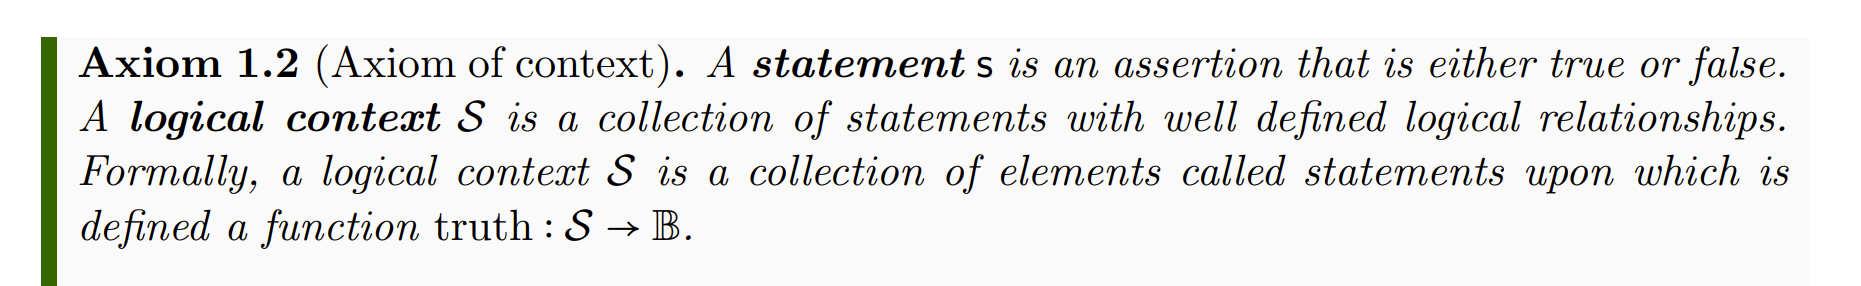 Axiom 1.2 (Axiom of context). A statement s is an assertion that is either true or false.
A logical context 𝒮 is a collection of statements with well defined logical relationships.
Formally, a logical context 𝒮 is a collection of elements called statements upon which is
defined a function truth : 𝒮 → 𝔹.